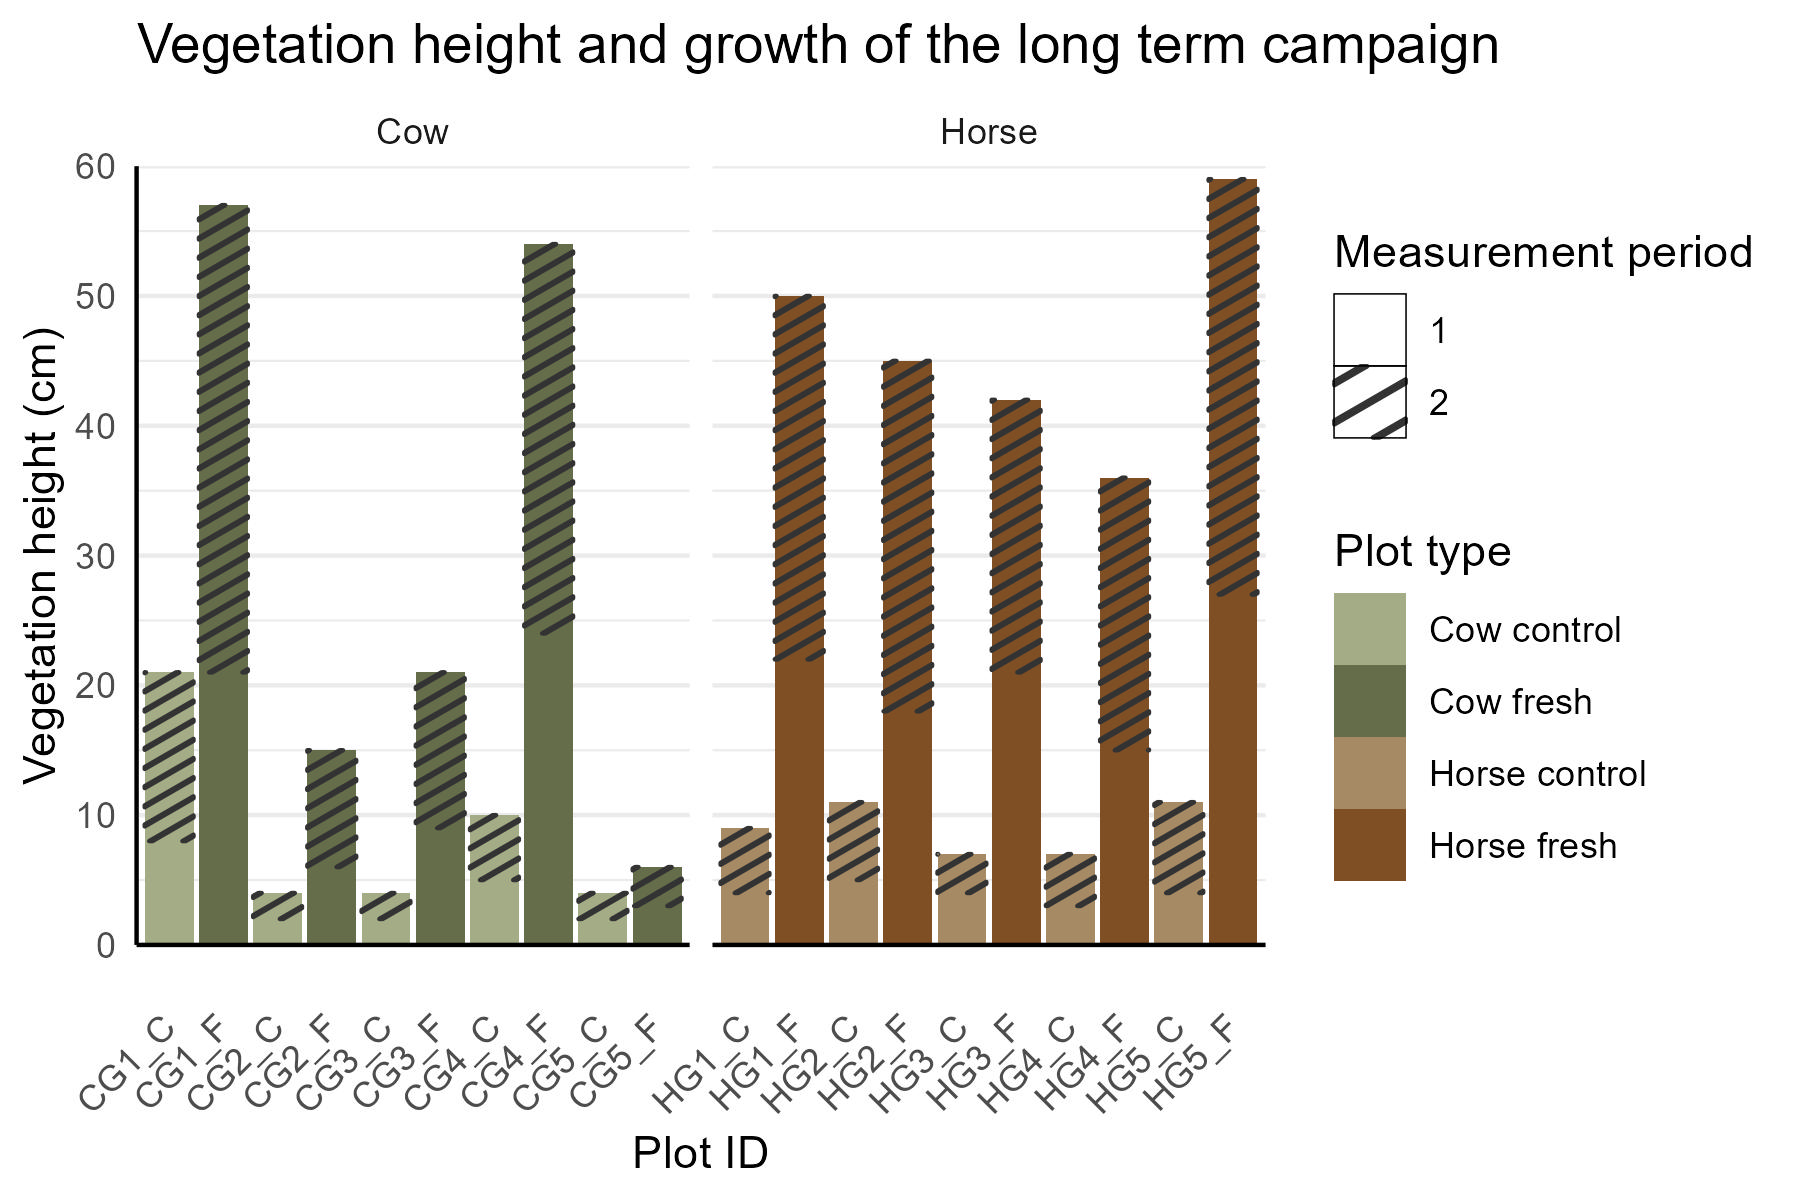 Vegetation height and growth of the long term campaign
Cow
Horse
60
50
40
30
20
10
0
Vegetation height (cm)
CG1_C
CG1_F
CG2_C
CG2_F
CG3_C
CG3_F
CG4_C
CG4_F
CG5_C
CG5_F
HG1_C
HG1_F
HG2_C
HG2_F
HG3_C
HG3_F
HG4_C
HG4_F
HG5_C
HG5_F
Plot ID
Measurement period
1
2
Plot type
Cow control
Cow fresh
Horse control
Horse fresh